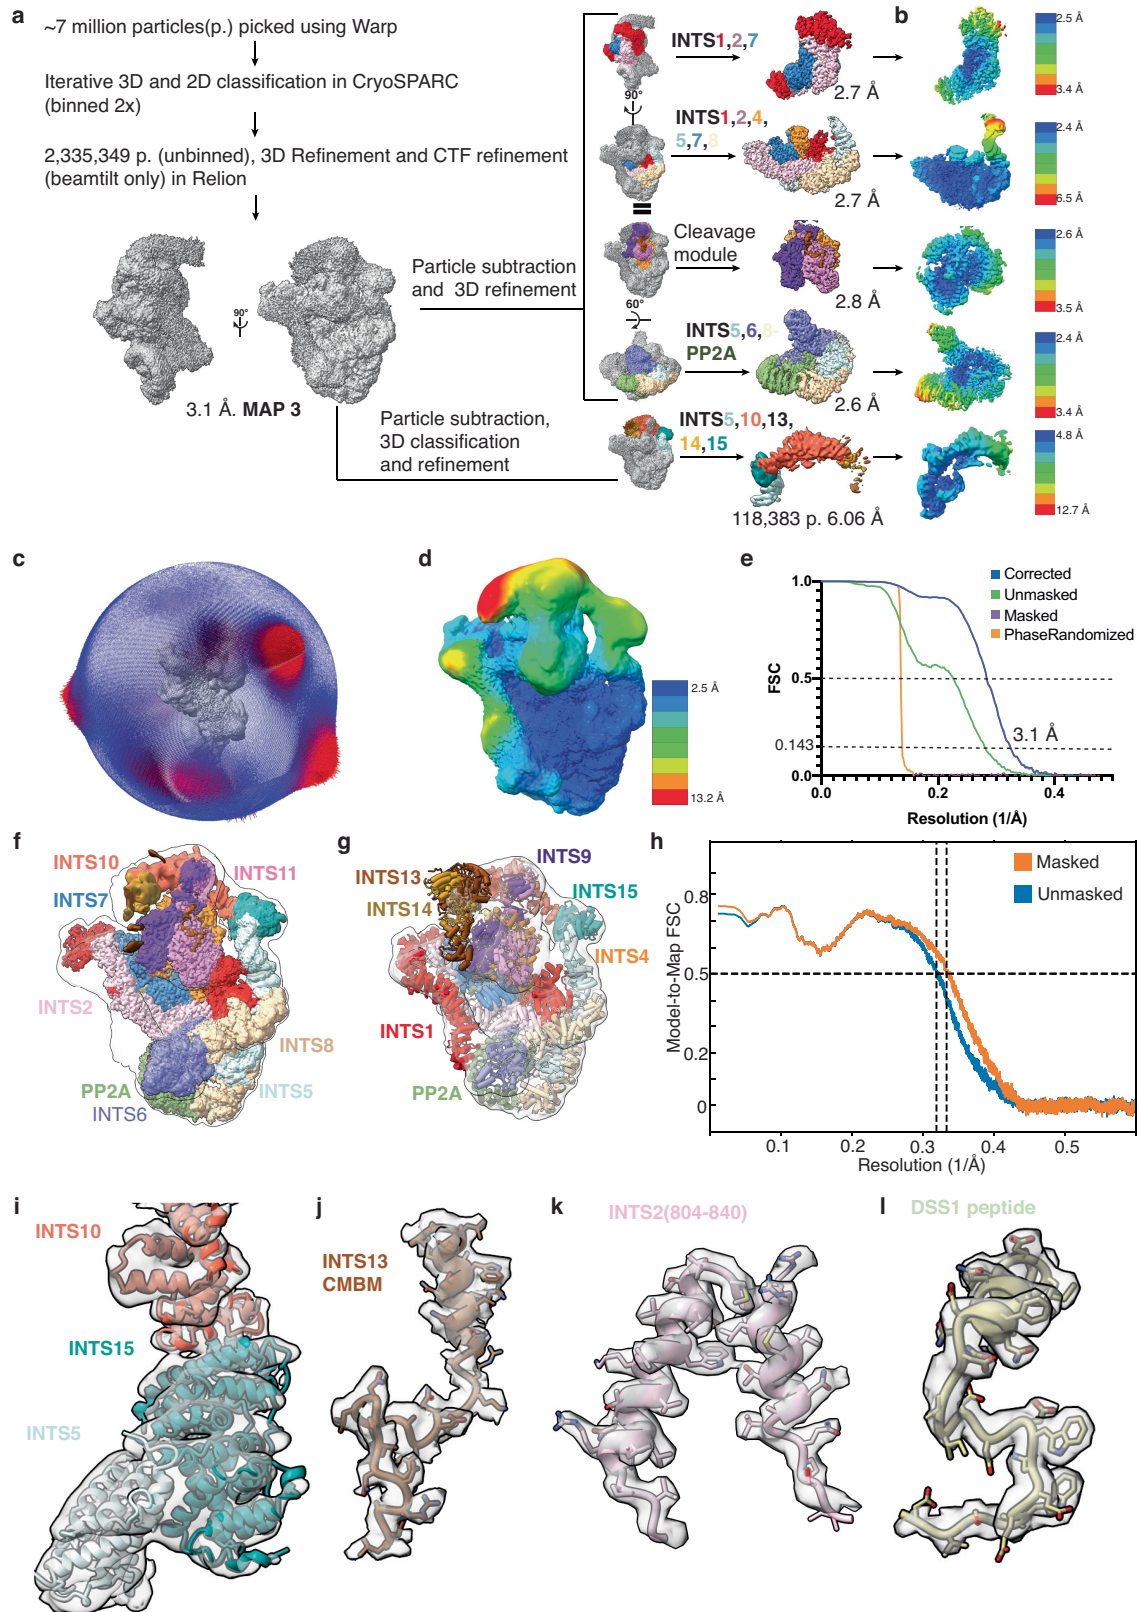 a
~7 million particles(p.) picked using Warp
Iterative 3D and 2D classification in CryoSPARC
(binned 2x)
2,335,349 p. (unbinned), 3D Refinement and CTF refinement
(beamtilt only) in Relion
90°
3.1 Å. MAP 3
Particle subtraction
and 3D refinement
Particle subtraction,
3D classification
and refinement
INTS1,2,7
2.7 Å
90°
INTS1,2,4,
5,7,8
2.7 Å
Cleavage
module
2.8 Å
60°
INTS5,6,8-
PP2A
2.6 Å
INTS5,10,13,
14,15
118,383 p. 6.06 Å
b
2.5 Å
3.4 Å
2.4 Å
6.5 Å
2.6 Å
3.5 Å
2.4 Å
3.4 Å
4.8 Å
12.7 Å
c
d
2.5 Å
13.2 Å
e
Corrected
Unmasked
Masked
PhaseRandomized
1.0
0.5
0.143
0.0
FSC
3.1 Å
0.0
0.2
0.4
Resolution (1/Å)
f
INTS10
INTS11
INTS7
INTS2
INTS8
PP2A
INTS5
INTS6
g
INTS9
INTS13
INTS15
INTS14
INTS4
INTS1
PP2A
h
Masked
Unmasked
0.8
0.5
0.2
0
Model-to-Map FSC
0.1
0.2
0.3
0.4
0.5
Resolution (1/Å)
i
INTS10
INTS15
INTS5
j
INTS13
CMBM
k
INTS2(804-840)
l
DSS1 peptide